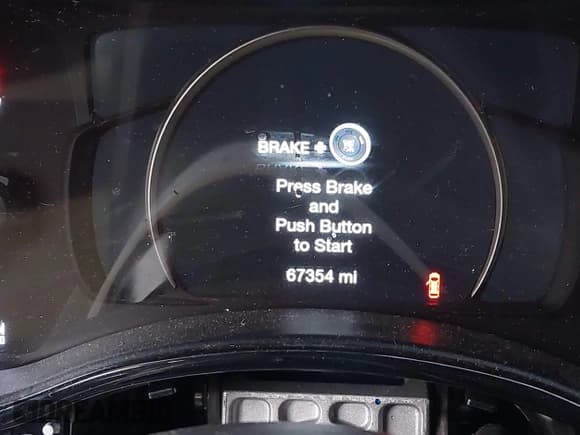 BRAKE +
Press Brake
and
Push Button
to Start
67354 mi